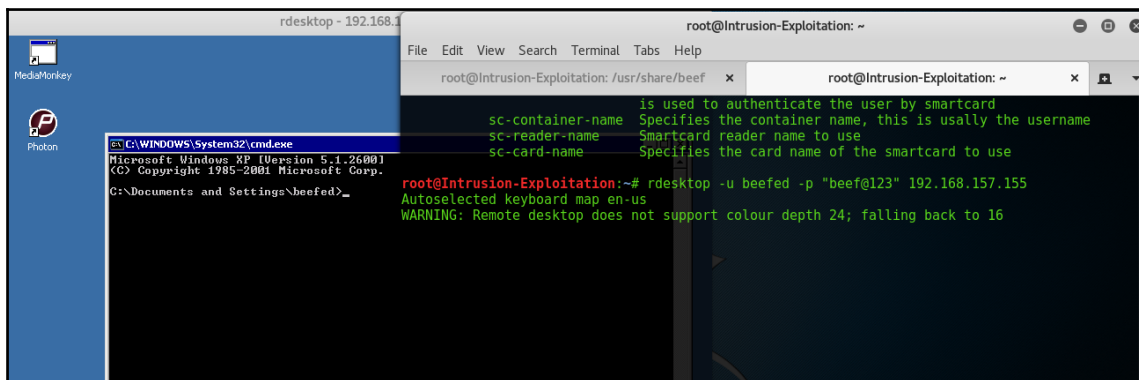 rdesktop - 192.168.1
MediaMonkey
Photon
C:\WINDOWS\System32\cmd.exe
Microsoft Windows XP [Version 5.1.2600]
(C) Copyright 1985-2001 Microsoft Corp.
C:\Documents and Settings\beefed>_
root@Intrusion-Exploitation: ~
File Edit View Search Terminal Tabs Help
root@Intrusion-Exploitation: /usr/share/beef
root@Intrusion-Exploitation: ~
is used to authenticate the user by smartcard
sc-container-name Specifies the container name, this is usally the username
sc-reader-name Smartcard reader name to use
sc-card-name Specifies the card name of the smartcard to use
root@Intrusion-Exploitation:~# rdesktop -u beefed -p "beef@123" 192.168.157.155
Autoselected keyboard map en-us
WARNING: Remote desktop does not support colour depth 24; falling back to 16